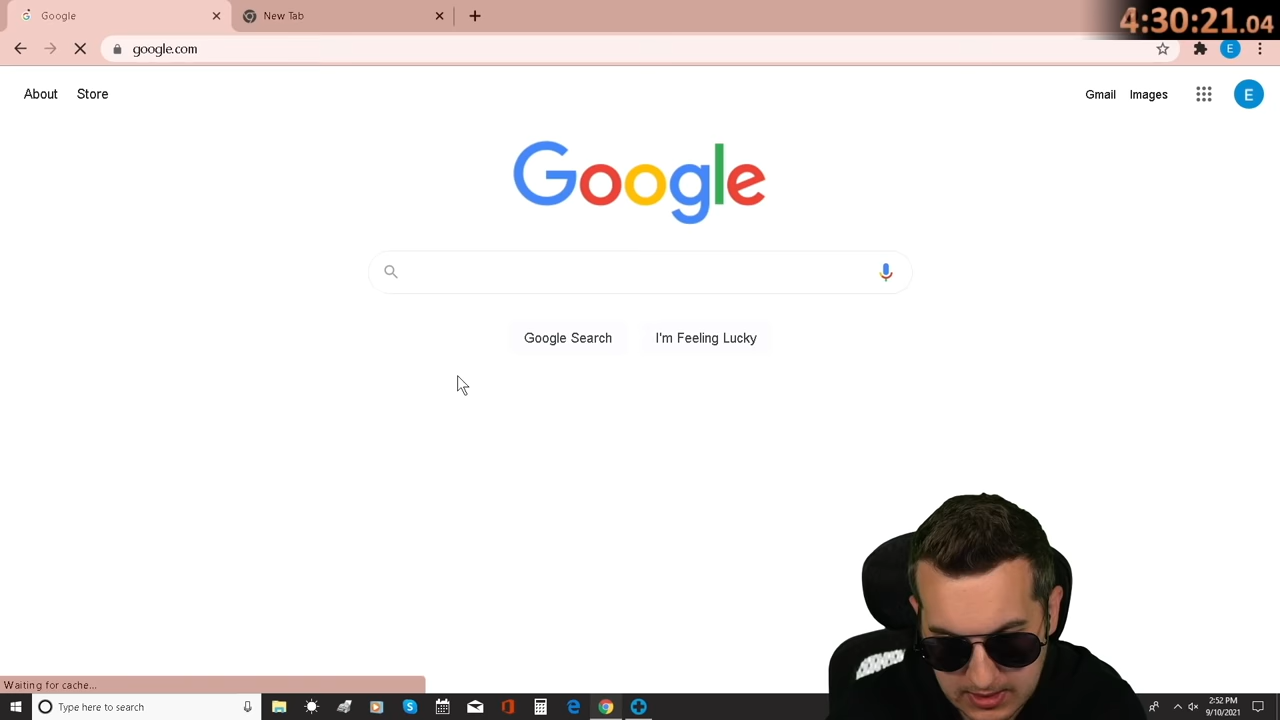 Google
New Tab
4:30:21.04
google.com
E
About
Store
Gmail
Images
E
Google
Google Search
I'm Feeling Lucky
Waiting for cache...
Type here to search
2:52 PM
9/10/2021